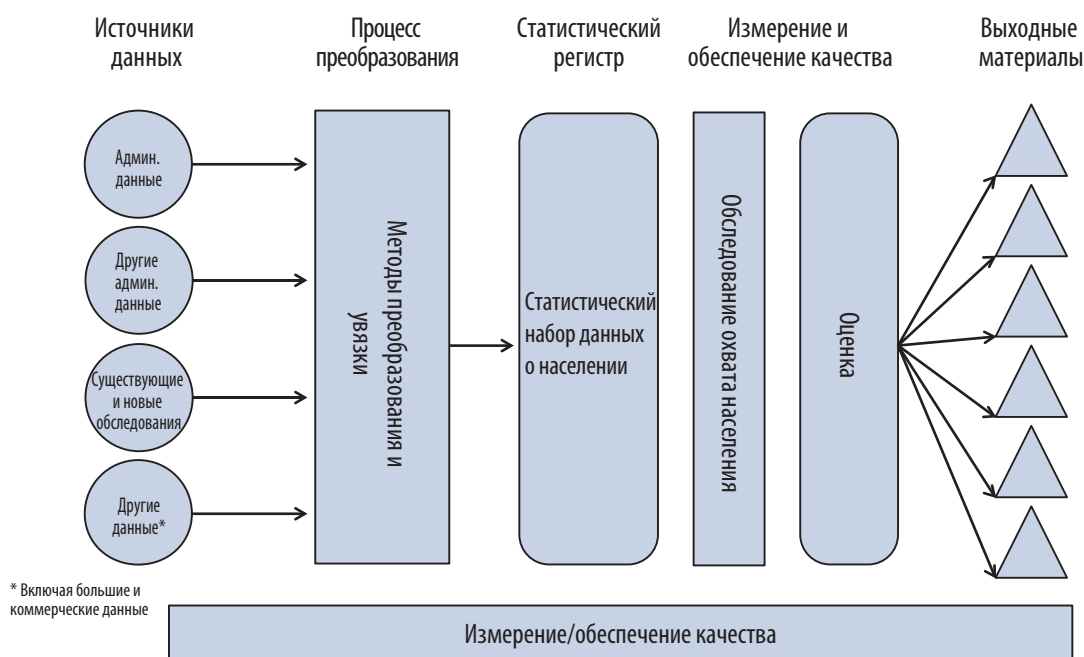 Источники
данных
Процесс
преобразования
Статистический
регистр
Измерение и
обеспечение качества
Выходные
материалы
Админ.
данные
Другие
админ.
данные
Существующие
и новые
обследования
Другие
данные*
Методы преобразования и
увязки
Статистический
набор данных
о населении
Обследование охвата населения
Оценка
* Включая большие и
коммерческие данные
Измерение/обеспечение качества